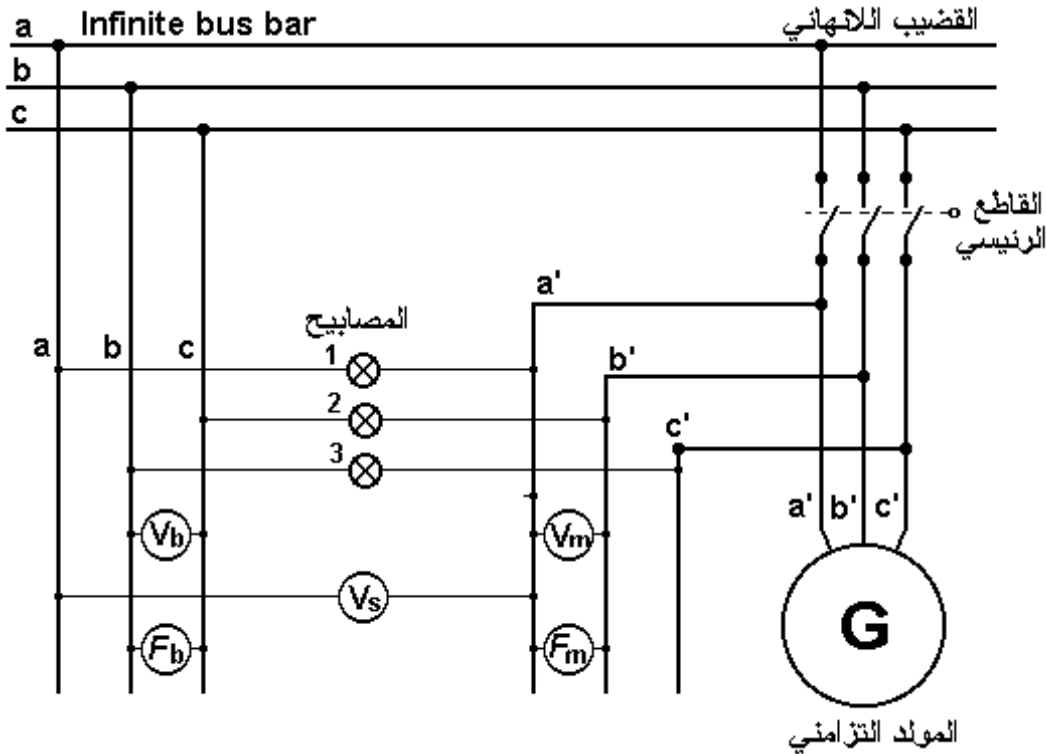 a Infinite bus bar القضيب اللانهائي
b
c
القاطع
الرئيسي
a'
المصابيح
a b c 1 b'
2
3 c'
a' b' c'
Vb Vm
Vs
G
Fb Fm
المولد التزامني